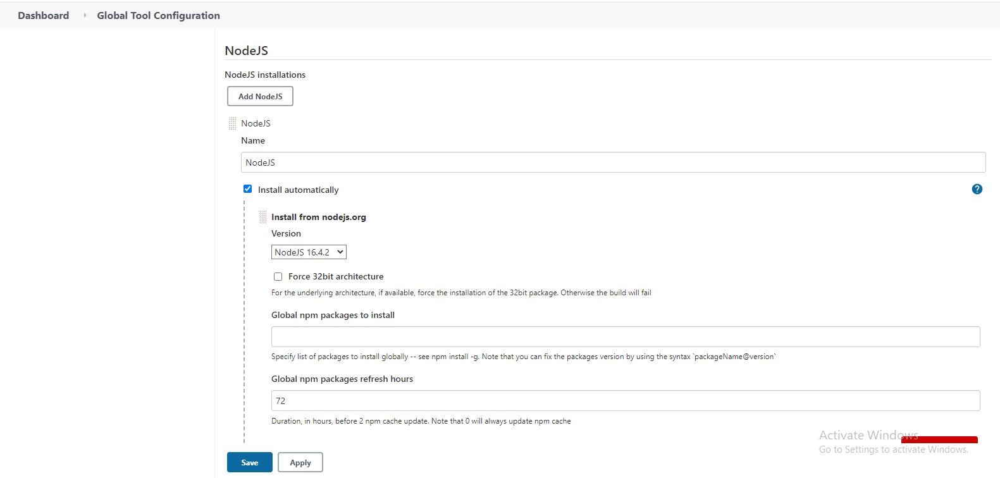 Dashboard
Global Tool Configuration
NodeJS
NodeJS installations
Add NodeJS
NodeJS
Name
NodeJS
Install automatically
?
Install from nodejs.org
Version
NodeJS 16.4.2
Force 32bit architecture
For the underlying architecture, if available, force the installation of the 32bit package. Otherwise the build will fail
Global npm packages to install
Specify list of packages to install globally -- see npm install -g. Note that you can fix the packages version by using the syntax `packageName@version`
Global npm packages refresh hours
72
Duration, in hours, before 2 npm cache update. Note that 0 will always update npm cache
Activate Windows
Go to Settings to activate Windows.
Save
Apply